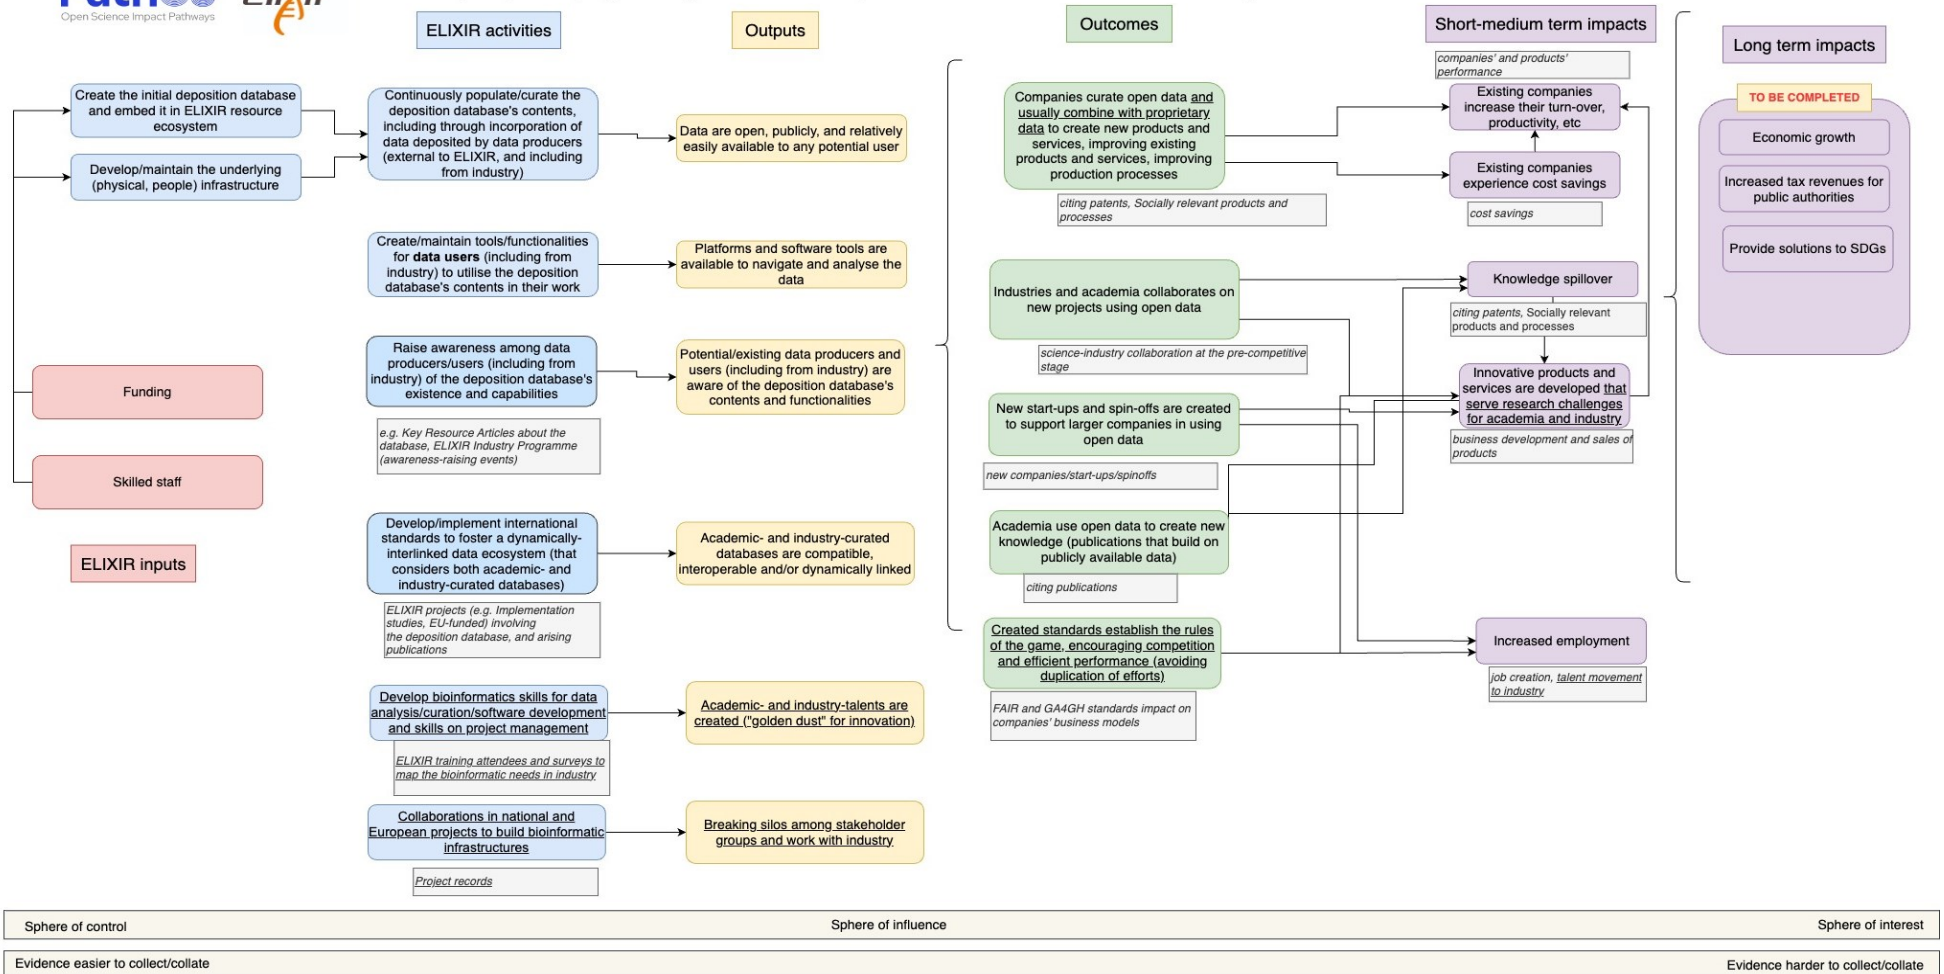 Open Science Impact Pathways
ELIXIR activities
Outputs
Outcomes
Short-medium term impacts
Long term impacts
Create the initial deposition database
and embed it in ELIXIR resource
ecosystem
Develop/maintain the underlying
(physical, people) infrastructure
Funding
Skilled staff
ELIXIR inputs
Continuously populate/curate the
deposition database's contents,
including through incorporation of
data deposited by data producers
(external to ELIXIR, and including
from industry)
Create/maintain tools/functionalities
for data users (including from
industry) to utilise the deposition
database's contents in their work
Raise awareness among data
producers/users (including from
industry) of the deposition database's
existence and capabilities
e.g. Key Resource Articles about the
database, ELIXIR Industry Programme
(awareness-raising events)
Develop/implement international
standards to foster a dynamically-
interlinked data ecosystem (that
considers both academic- and
industry-curated databases)
ELIXIR projects (e.g. Implementation
studies, EU-funded) involving
the deposition database, and arising
publications
Develop bioinformatics skills for data
analysis/curation/software development
and skills on project management
ELIXIR training attendees and surveys to
map the bioinformatic needs in industry
Collaborations in national and
European projects to build bioinformatic
infrastructures
Project records
Data are open, publicly, and relatively
easily available to any potential user
Platforms and software tools are
available to navigate and analyse the
data
Potential/existing data producers and
users (including from industry) are
aware of the deposition database's
contents and functionalities
Academic- and industry-curated
databases are compatible,
interoperable and/or dynamically linked
Academic- and industry-talents are
created ("golden dust" for innovation)
Breaking silos among stakeholder
groups and work with industry
Companies curate open data and
usually combine with proprietary
data to create new products and
services, improving existing
products and services, improving
production processes
citing patents, Socially relevant products and
processes
Industries and academia collaborates on
new projects using open data
science-industry collaboration at the pre-competitive
stage
New start-ups and spin-offs are created
to support larger companies in using
open data
new companies/start-ups/spinoffs
Academia use open data to create new
knowledge (publications that build on
publicly available data)
citing publications
Created standards establish the rules
of the game, encouraging competition
and efficient performance (avoiding
duplication of efforts)
FAIR and GA4GH standards impact on
companies' business models
companies' and products'
performance
Existing companies
increase their turn-over,
productivity, etc
Existing companies
experience cost savings
cost savings
Knowledge spillover
citing patents, Socially relevant
products and processes
Innovative products and
services are developed that
serve research challenges
for academia and industry
business development and sales of
products
Increased employment
job creation, talent movement
to industry
TO BE COMPLETED
Economic growth
Increased tax revenues for
public authorities
Provide solutions to SDGs
Sphere of control
Sphere of influence
Sphere of interest
Evidence easier to collect/collate
Evidence harder to collect/collate